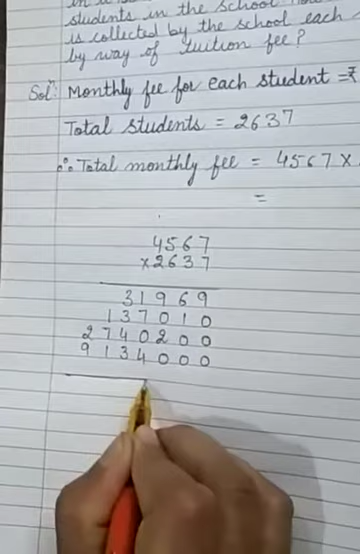 students in the school
is collected by the school each
by way of tuition fee?
Solⁿ: Monthly fee for each student = ₹
Total students = 2637
∴ Total monthly fee = 4567 ×
=
4567
×2637
31969
137010
2740200
9134000